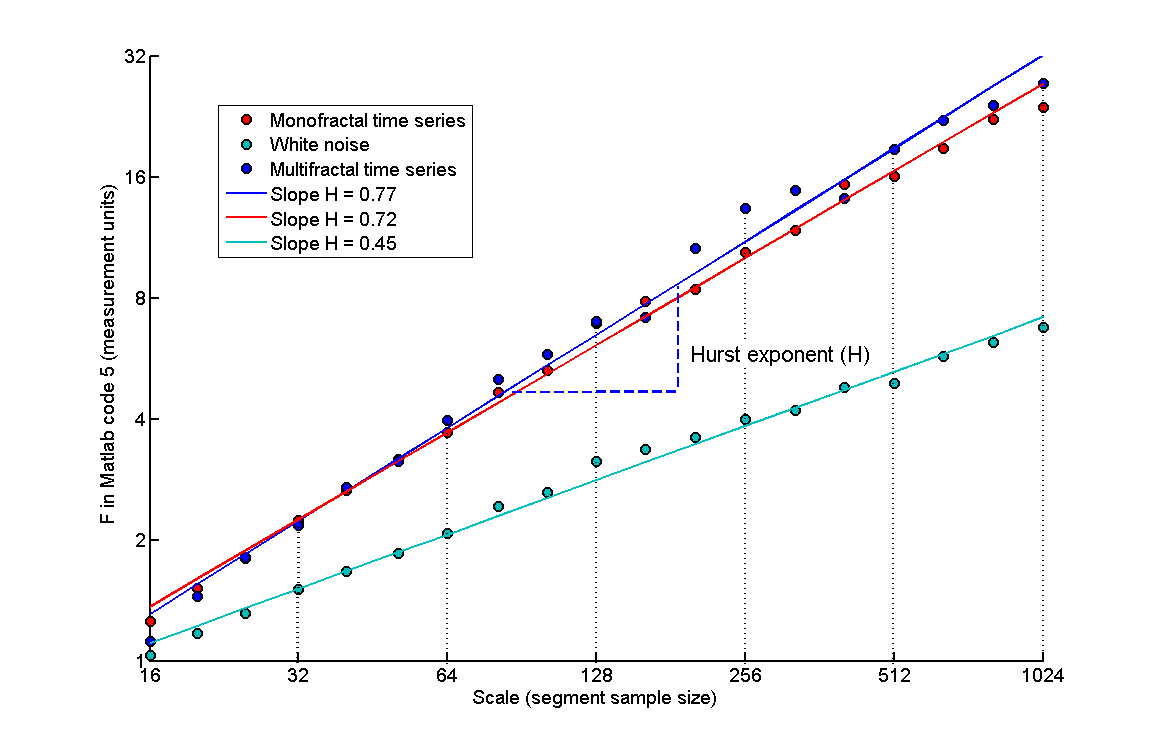 32
16
8
4
2
1
F in Matlab code 5 (measurement units)
Monofractal time series
White noise
Multifractal time series
Slope H = 0.77
Slope H = 0.72
Slope H = 0.45
Hurst exponent (H)
16 32 64 128 256 512 1024
Scale (segment sample size)